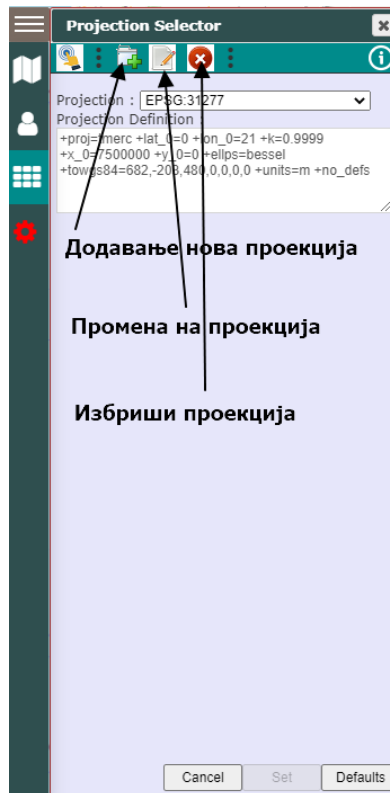 Projection Selector
Projection : EPSG:31277
Projection Definition :
+proj=tmerc +lat_0=0 +lon_0=21 +k=0.9999
+x_0=7500000 +y_0=0 +ellps=bessel
+towgs84=682,-203,480,0,0,0,0 +units=m +no_defs
Додавање нова проекција
Промена на проекција
Избриши проекција
Cancel Set Defaults